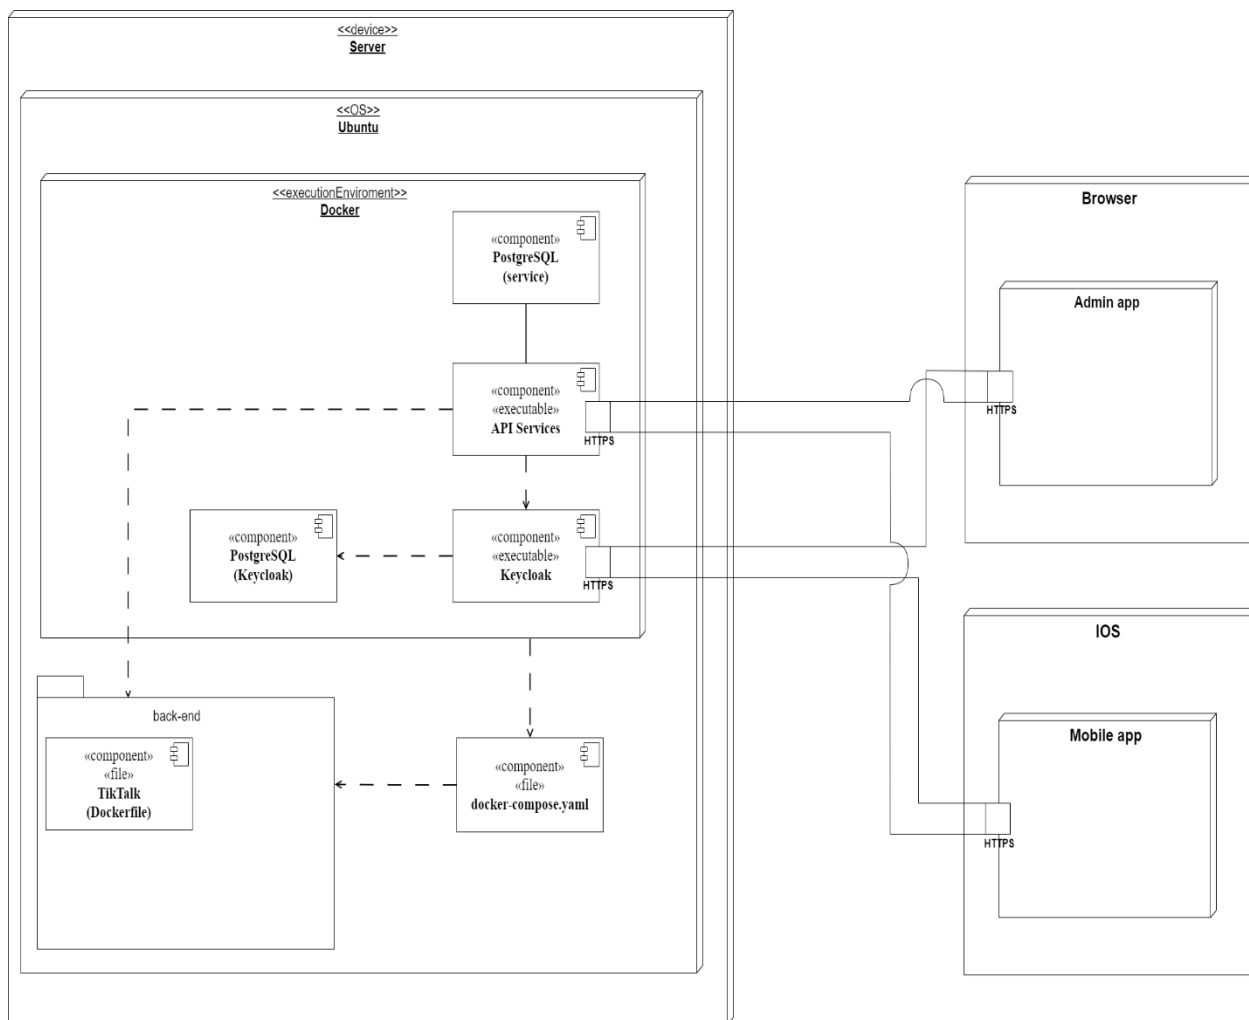 <<device>>
Server
<<OS>>
Ubuntu
<<executionEnviroment>>
Docker
«component»
PostgreSQL
(service)
«component»
«executable»
API Services
HTTPS
«component»
PostgreSQL
(Keycloak)
«component»
«executable»
Keycloak
HTTPS
back-end
«component»
«file»
TikTalk
(Dockerfile)
«component»
«file»
docker-compose.yaml
Browser
Admin app
HTTPS
IOS
Mobile app
HTTPS